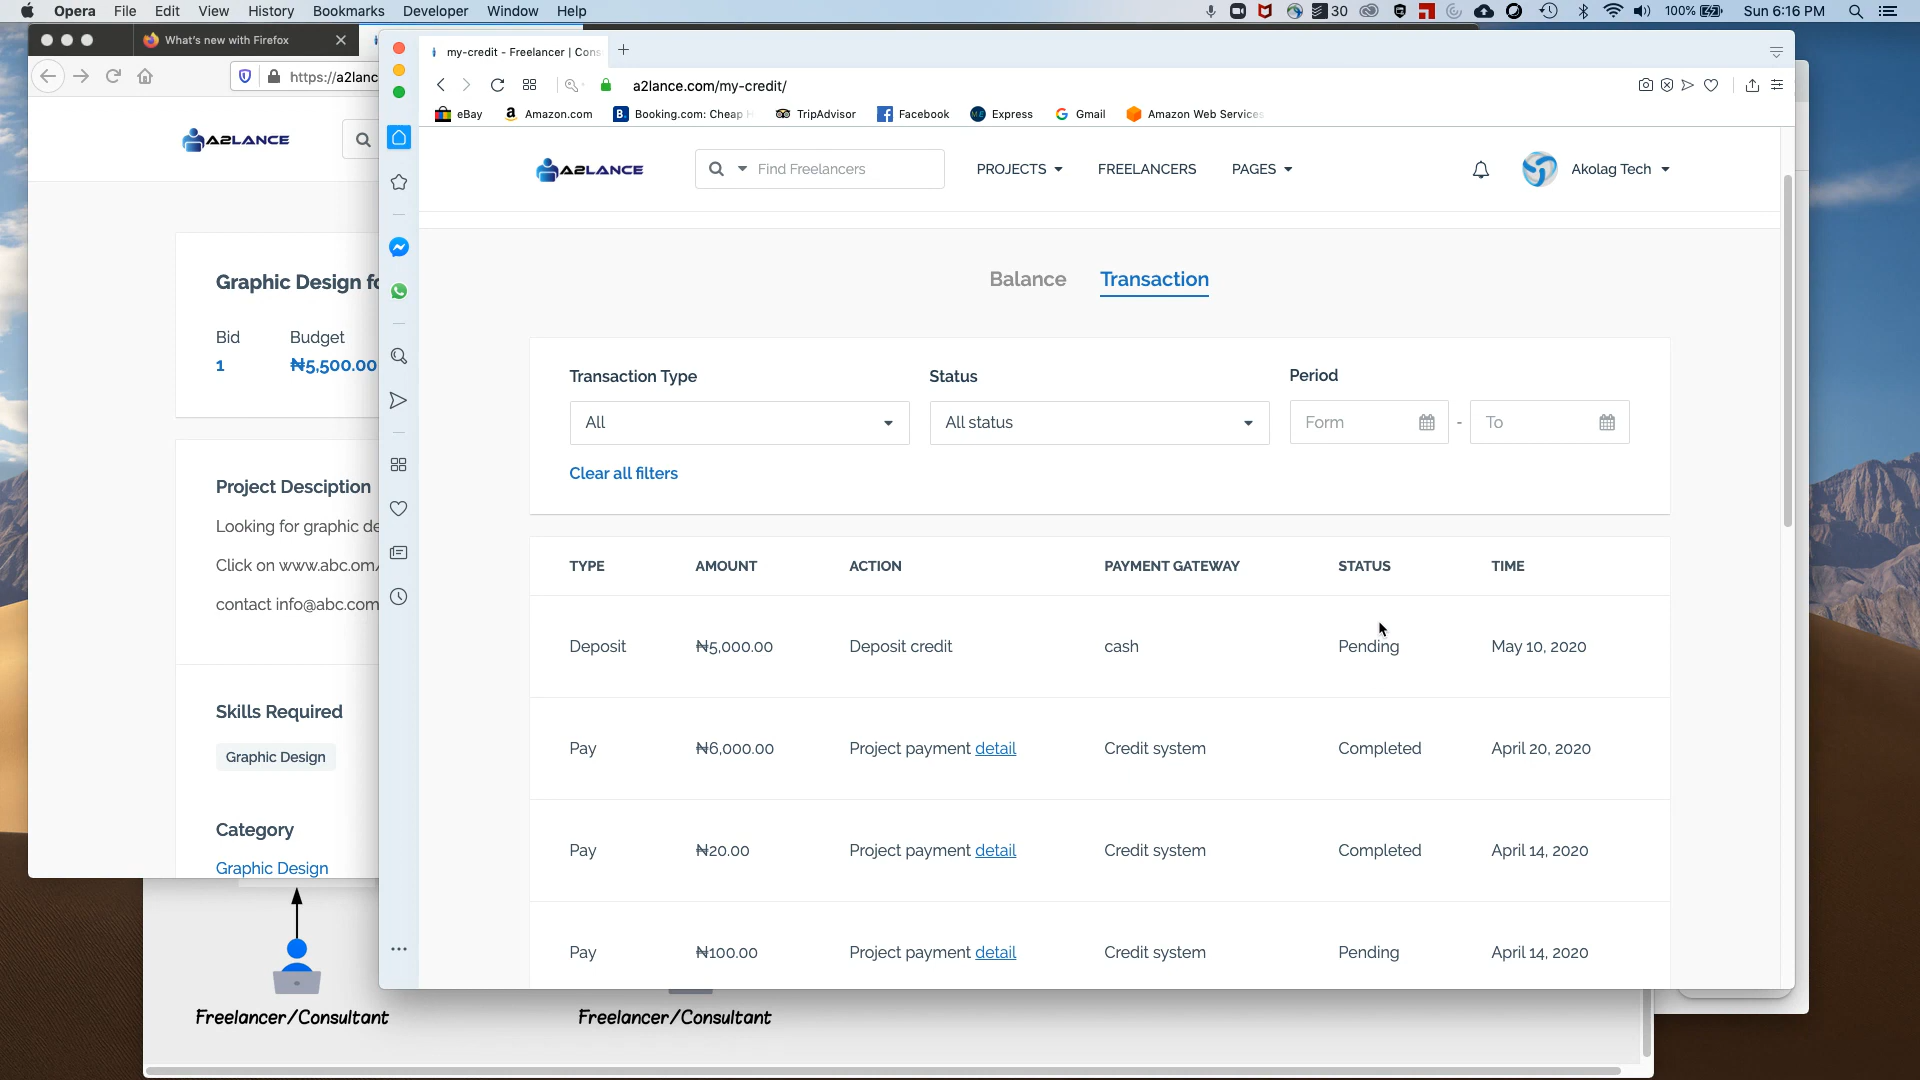 Opera File Edit View History Bookmarks Developer Window Help
30 100% Sun 6:16 PM
What's new with Firefox
https://a2lanc
A2LANCE
Graphic Design fo
Bid Budget
1 ₦5,500.00
Project Desciption
Looking for graphic de
Click on www.abc.om/
contact info@abc.com
Skills Required
Graphic Design
Category
Graphic Design
my-credit - Freelancer | Cons
a2lance.com/my-credit/
eBay Amazon.com Booking.com: Cheap TripAdvisor Facebook Express Gmail Amazon Web Services
A2LANCE Find Freelancers PROJECTS FREELANCERS PAGES Akolag Tech
Balance Transaction
Transaction Type Status Period
All All status Form - To
Clear all filters
TYPE AMOUNT ACTION PAYMENT GATEWAY STATUS TIME
Deposit ₦5,000.00 Deposit credit cash Pending May 10, 2020
Pay ₦6,000.00 Project payment detail Credit system Completed April 20, 2020
Pay ₦20.00 Project payment detail Credit system Completed April 14, 2020
Pay ₦100.00 Project payment detail Credit system Pending April 14, 2020
Freelancer/Consultant Freelancer/Consultant